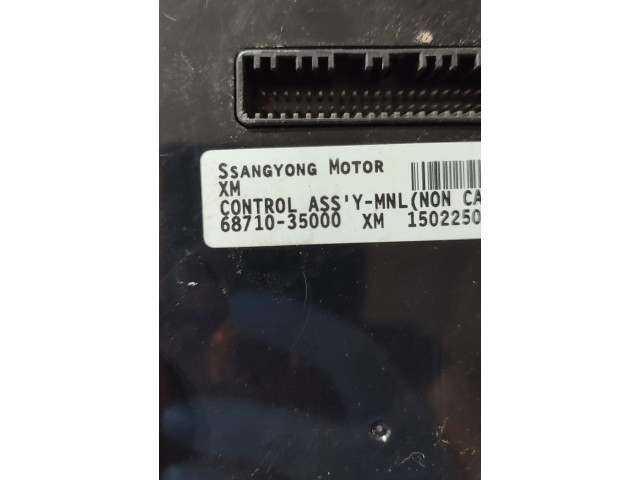 SSANGYONG MOTOR
XM
CONTROL ASS'Y-MNL(NON CA
68710-35000 XM 1502250